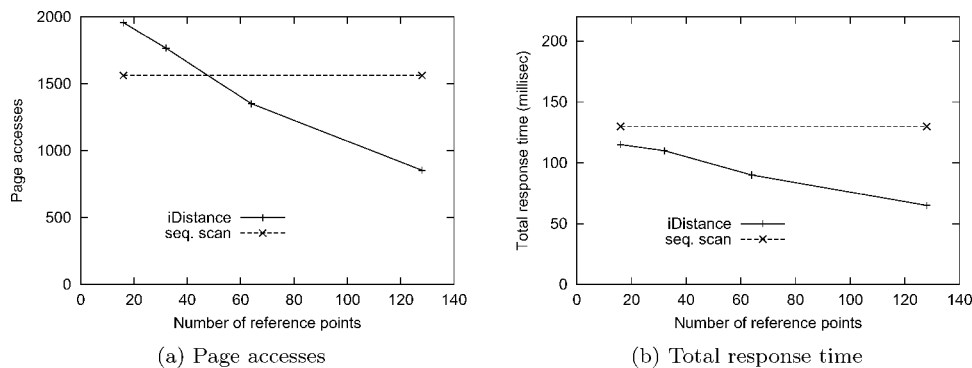 2000
1500
1000
500
0
Page accesses
iDistance
seq. scan
0 20 40 60 80 100 120 140
Number of reference points
(a) Page accesses
200
150
100
50
0
Total response time (millisec)
iDistance
seq. scan
0 20 40 60 80 100 120 140
Number of reference points
(b) Total response time